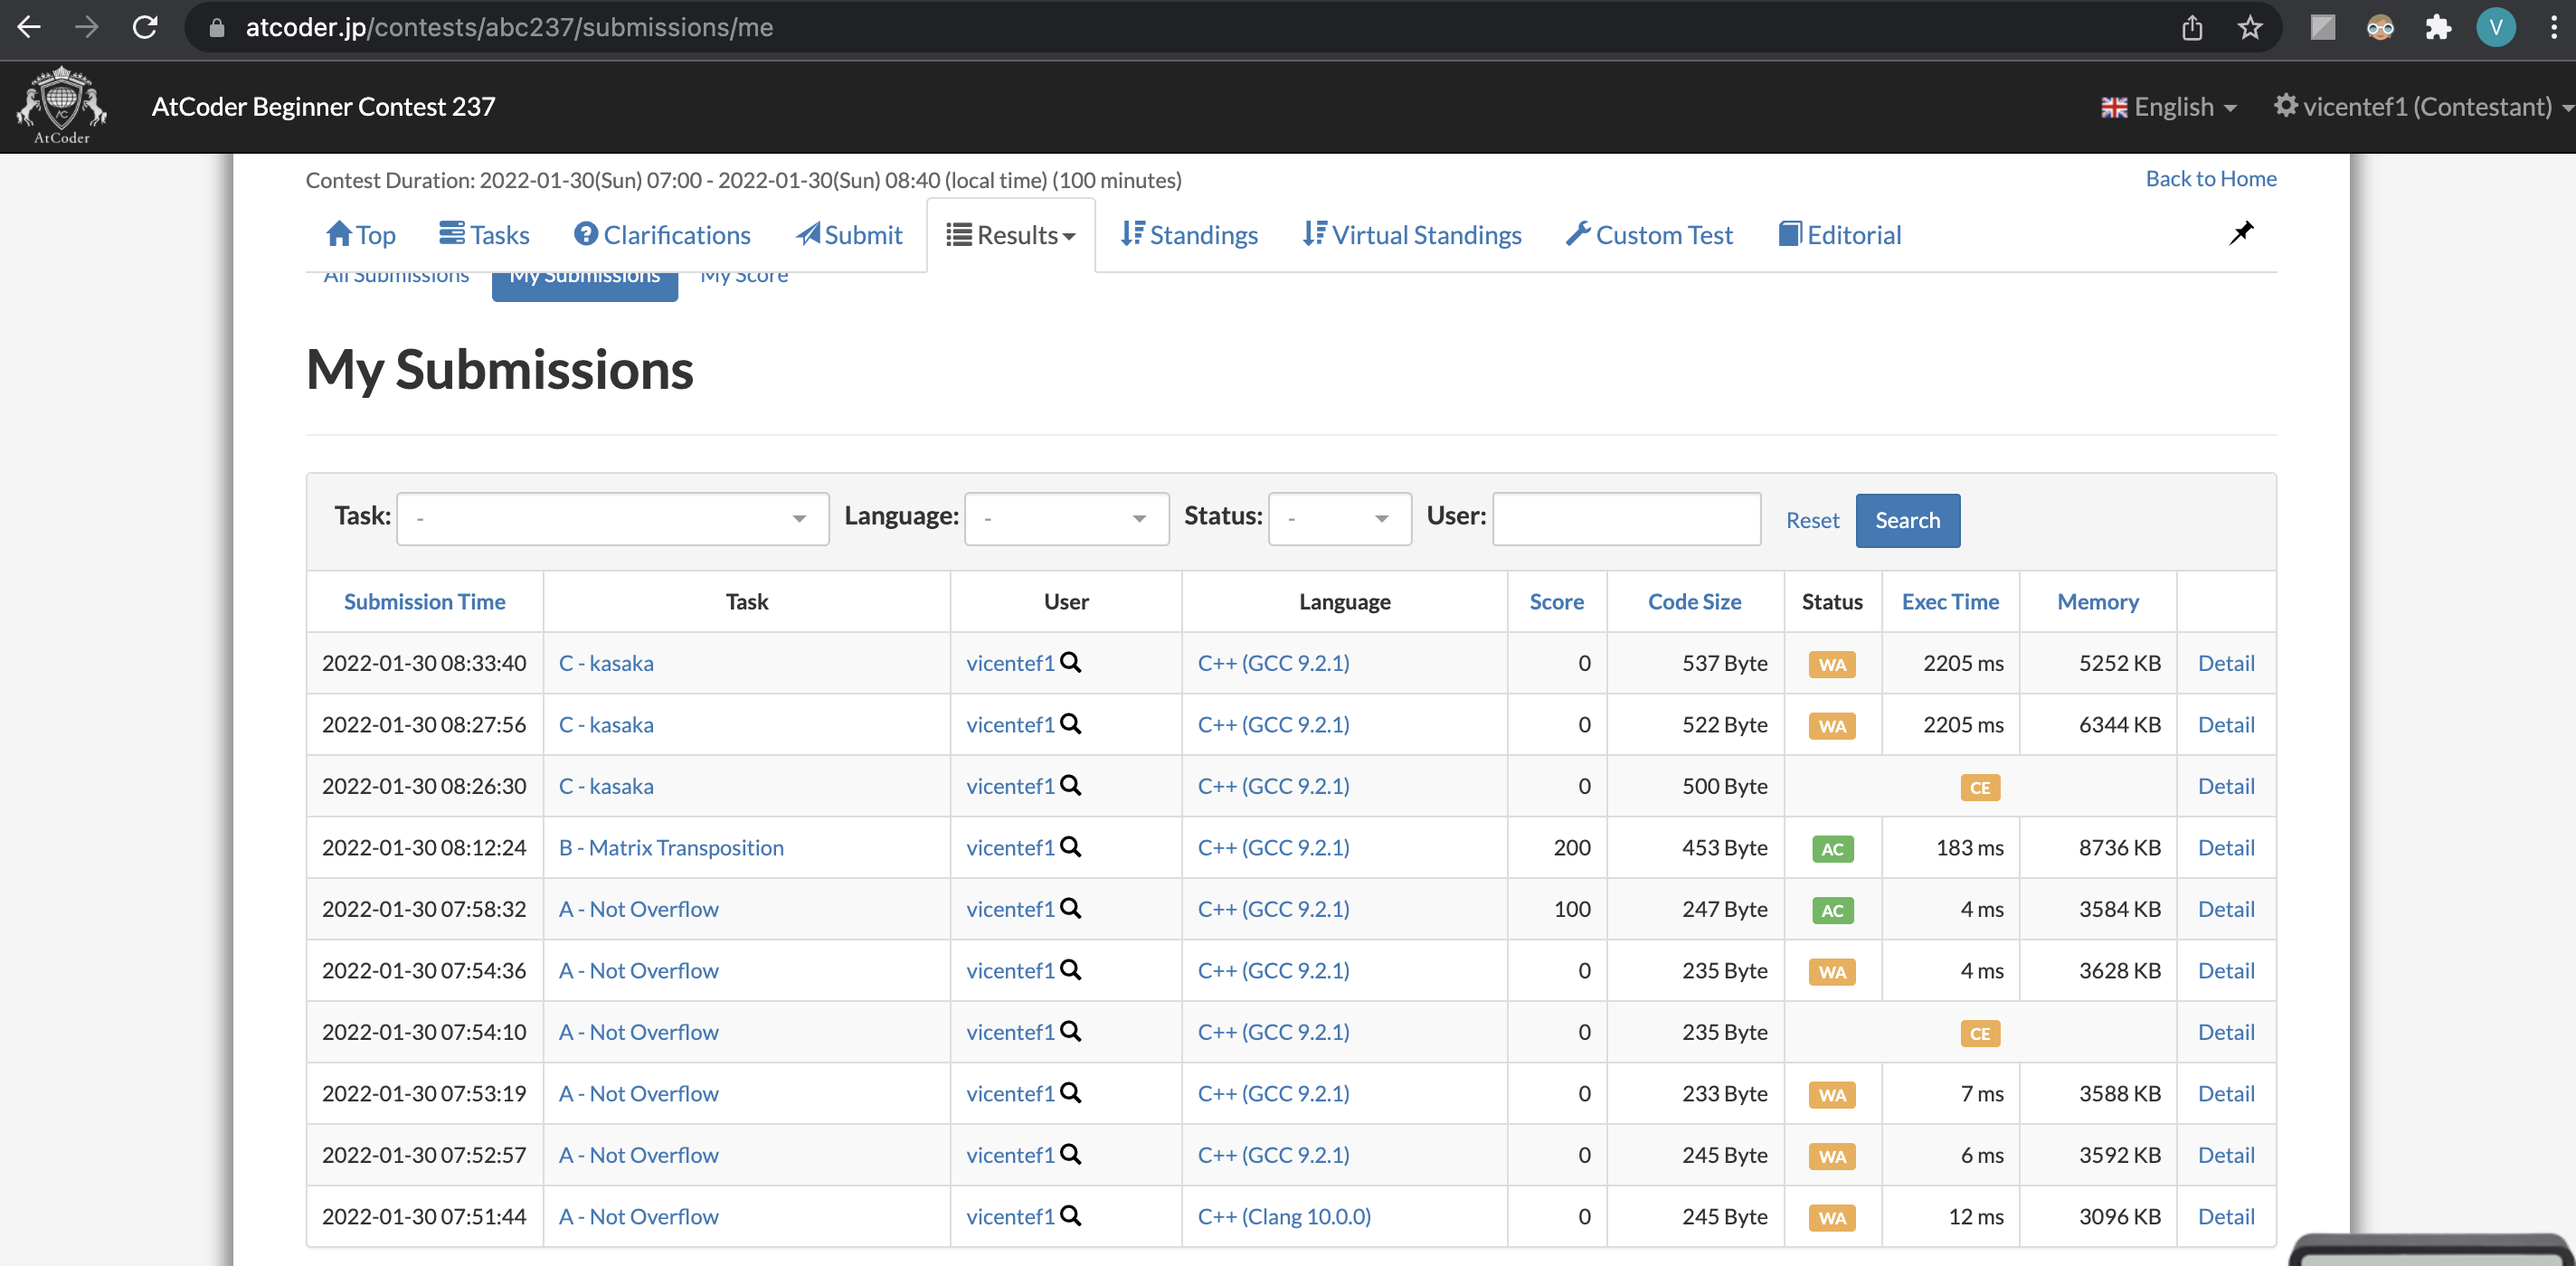 atcoder.jp/contests/abc237/submissions/me
V
AtCoder
AtCoder Beginner Contest 237
English
vicentef1 (Contestant)
Contest Duration: 2022-01-30(Sun) 07:00 - 2022-01-30(Sun) 08:40 (local time) (100 minutes)
Back to Home
Top Tasks Clarifications Submit Results Standings Virtual Standings Custom Test Editorial
All Submissions My Submissions My Score
My Submissions
Task: - Language: - Status: - User: Reset Search
Submission Time Task User Language Score Code Size Status Exec Time Memory
2022-01-30 08:33:40 C - kasaka vicentef1 C++ (GCC 9.2.1) 0 537 Byte WA 2205 ms 5252 KB Detail
2022-01-30 08:27:56 C - kasaka vicentef1 C++ (GCC 9.2.1) 0 522 Byte WA 2205 ms 6344 KB Detail
2022-01-30 08:26:30 C - kasaka vicentef1 C++ (GCC 9.2.1) 0 500 Byte CE Detail
2022-01-30 08:12:24 B - Matrix Transposition vicentef1 C++ (GCC 9.2.1) 200 453 Byte AC 183 ms 8736 KB Detail
2022-01-30 07:58:32 A - Not Overflow vicentef1 C++ (GCC 9.2.1) 100 247 Byte AC 4 ms 3584 KB Detail
2022-01-30 07:54:36 A - Not Overflow vicentef1 C++ (GCC 9.2.1) 0 235 Byte WA 4 ms 3628 KB Detail
2022-01-30 07:54:10 A - Not Overflow vicentef1 C++ (GCC 9.2.1) 0 235 Byte CE Detail
2022-01-30 07:53:19 A - Not Overflow vicentef1 C++ (GCC 9.2.1) 0 233 Byte WA 7 ms 3588 KB Detail
2022-01-30 07:52:57 A - Not Overflow vicentef1 C++ (GCC 9.2.1) 0 245 Byte WA 6 ms 3592 KB Detail
2022-01-30 07:51:44 A - Not Overflow vicentef1 C++ (Clang 10.0.0) 0 245 Byte WA 12 ms 3096 KB Detail